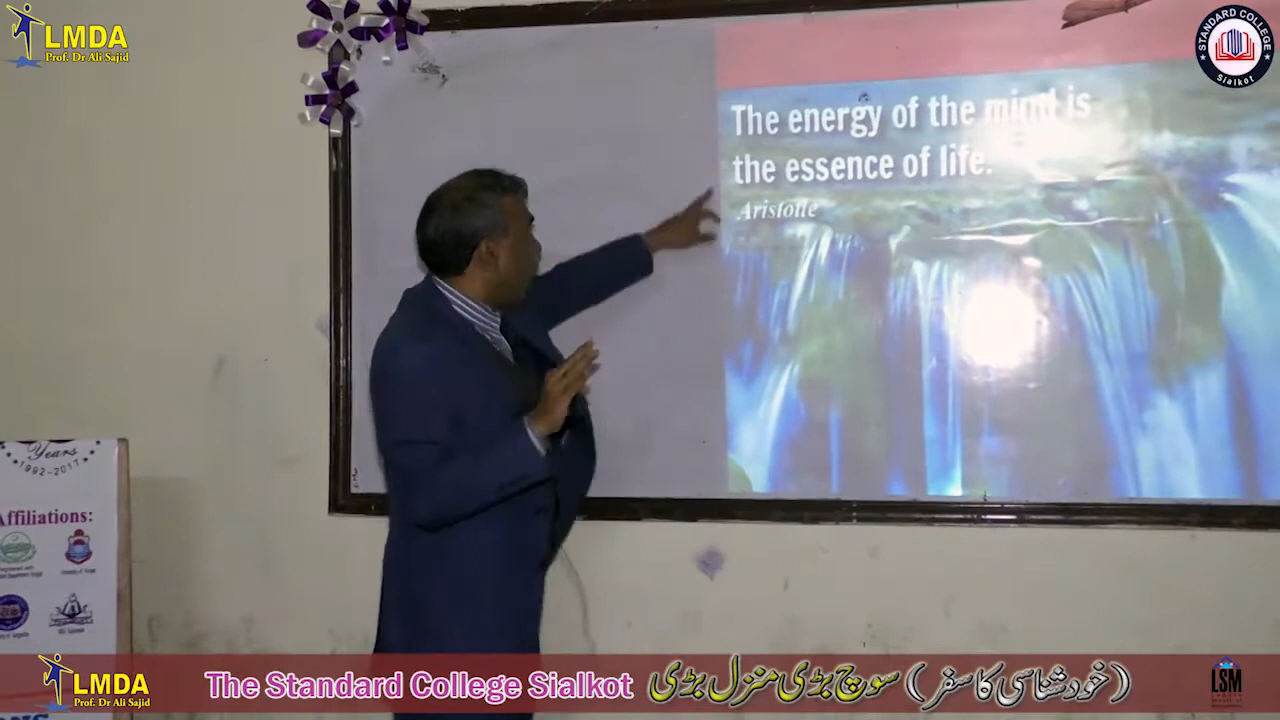 LMDA
Prof. Dr Ali Sajid
STANDARD COLLEGE
Sialkot
The energy of the mind is
the essence of life.
Aristotle
Years
1992-2017
Affiliations:
LMDA
Prof. Dr Ali Sajid
The Standard College Sialkot
سوچ بڑی منزل بڑی (خود شناسی کا سفر)
LSM